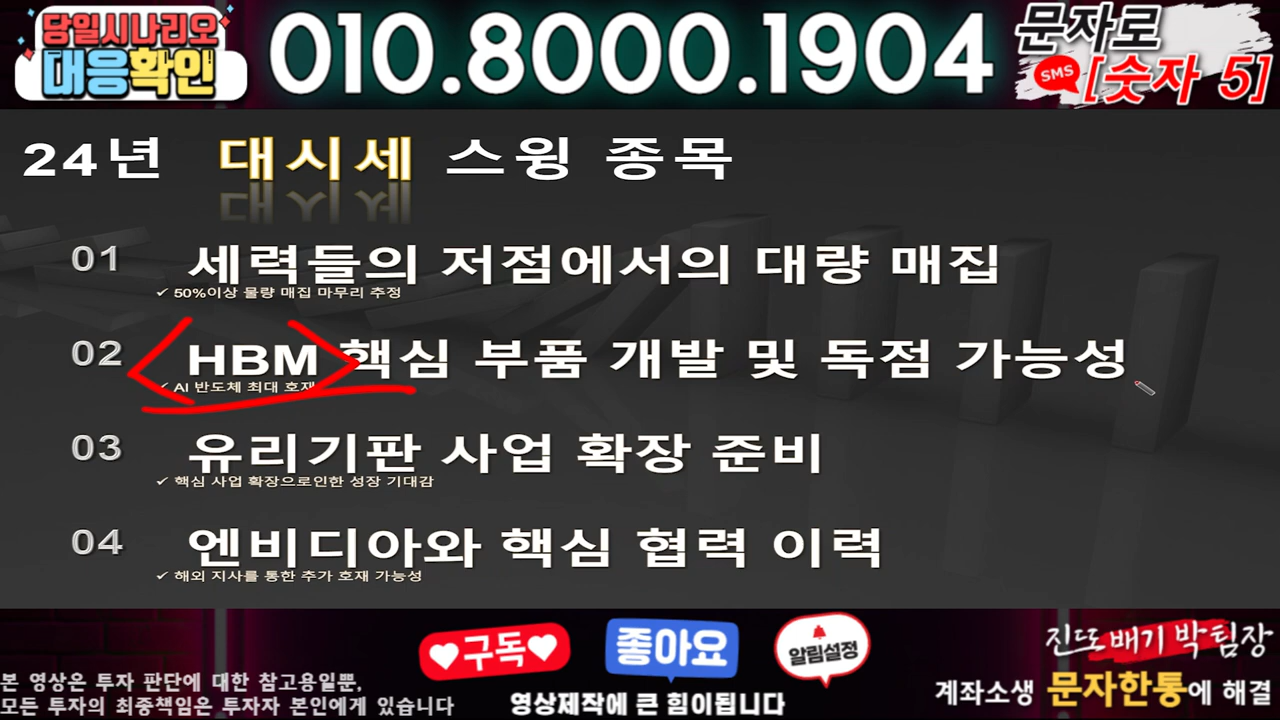 당일시나리오
대응확인
010.8000.1904
문자로
SMS [숫자 5]
24년 대시세 스윙 종목
01 세력들의 저점에서의 대량 매집
✓ 50%이상 물량 매집 마무리 추정
02 HBM 핵심 부품 개발 및 독점 가능성
✓ AI 반도체 최대 호재
03 유리기판 사업 확장 준비
✓ 핵심 사업 확장으로인한 성장 기대감
04 엔비디아와 핵심 협력 이력
✓ 해외 지사를 통한 추가 호재 가능성
구독
좋아요
알림설정
영상제작에 큰 힘이됩니다
본 영상은 투자 판단에 대한 참고용일뿐,
모든 투자의 최종책임은 투자자 본인에게 있습니다
진또배기 박팀장
계좌소생 문자한통에 해결